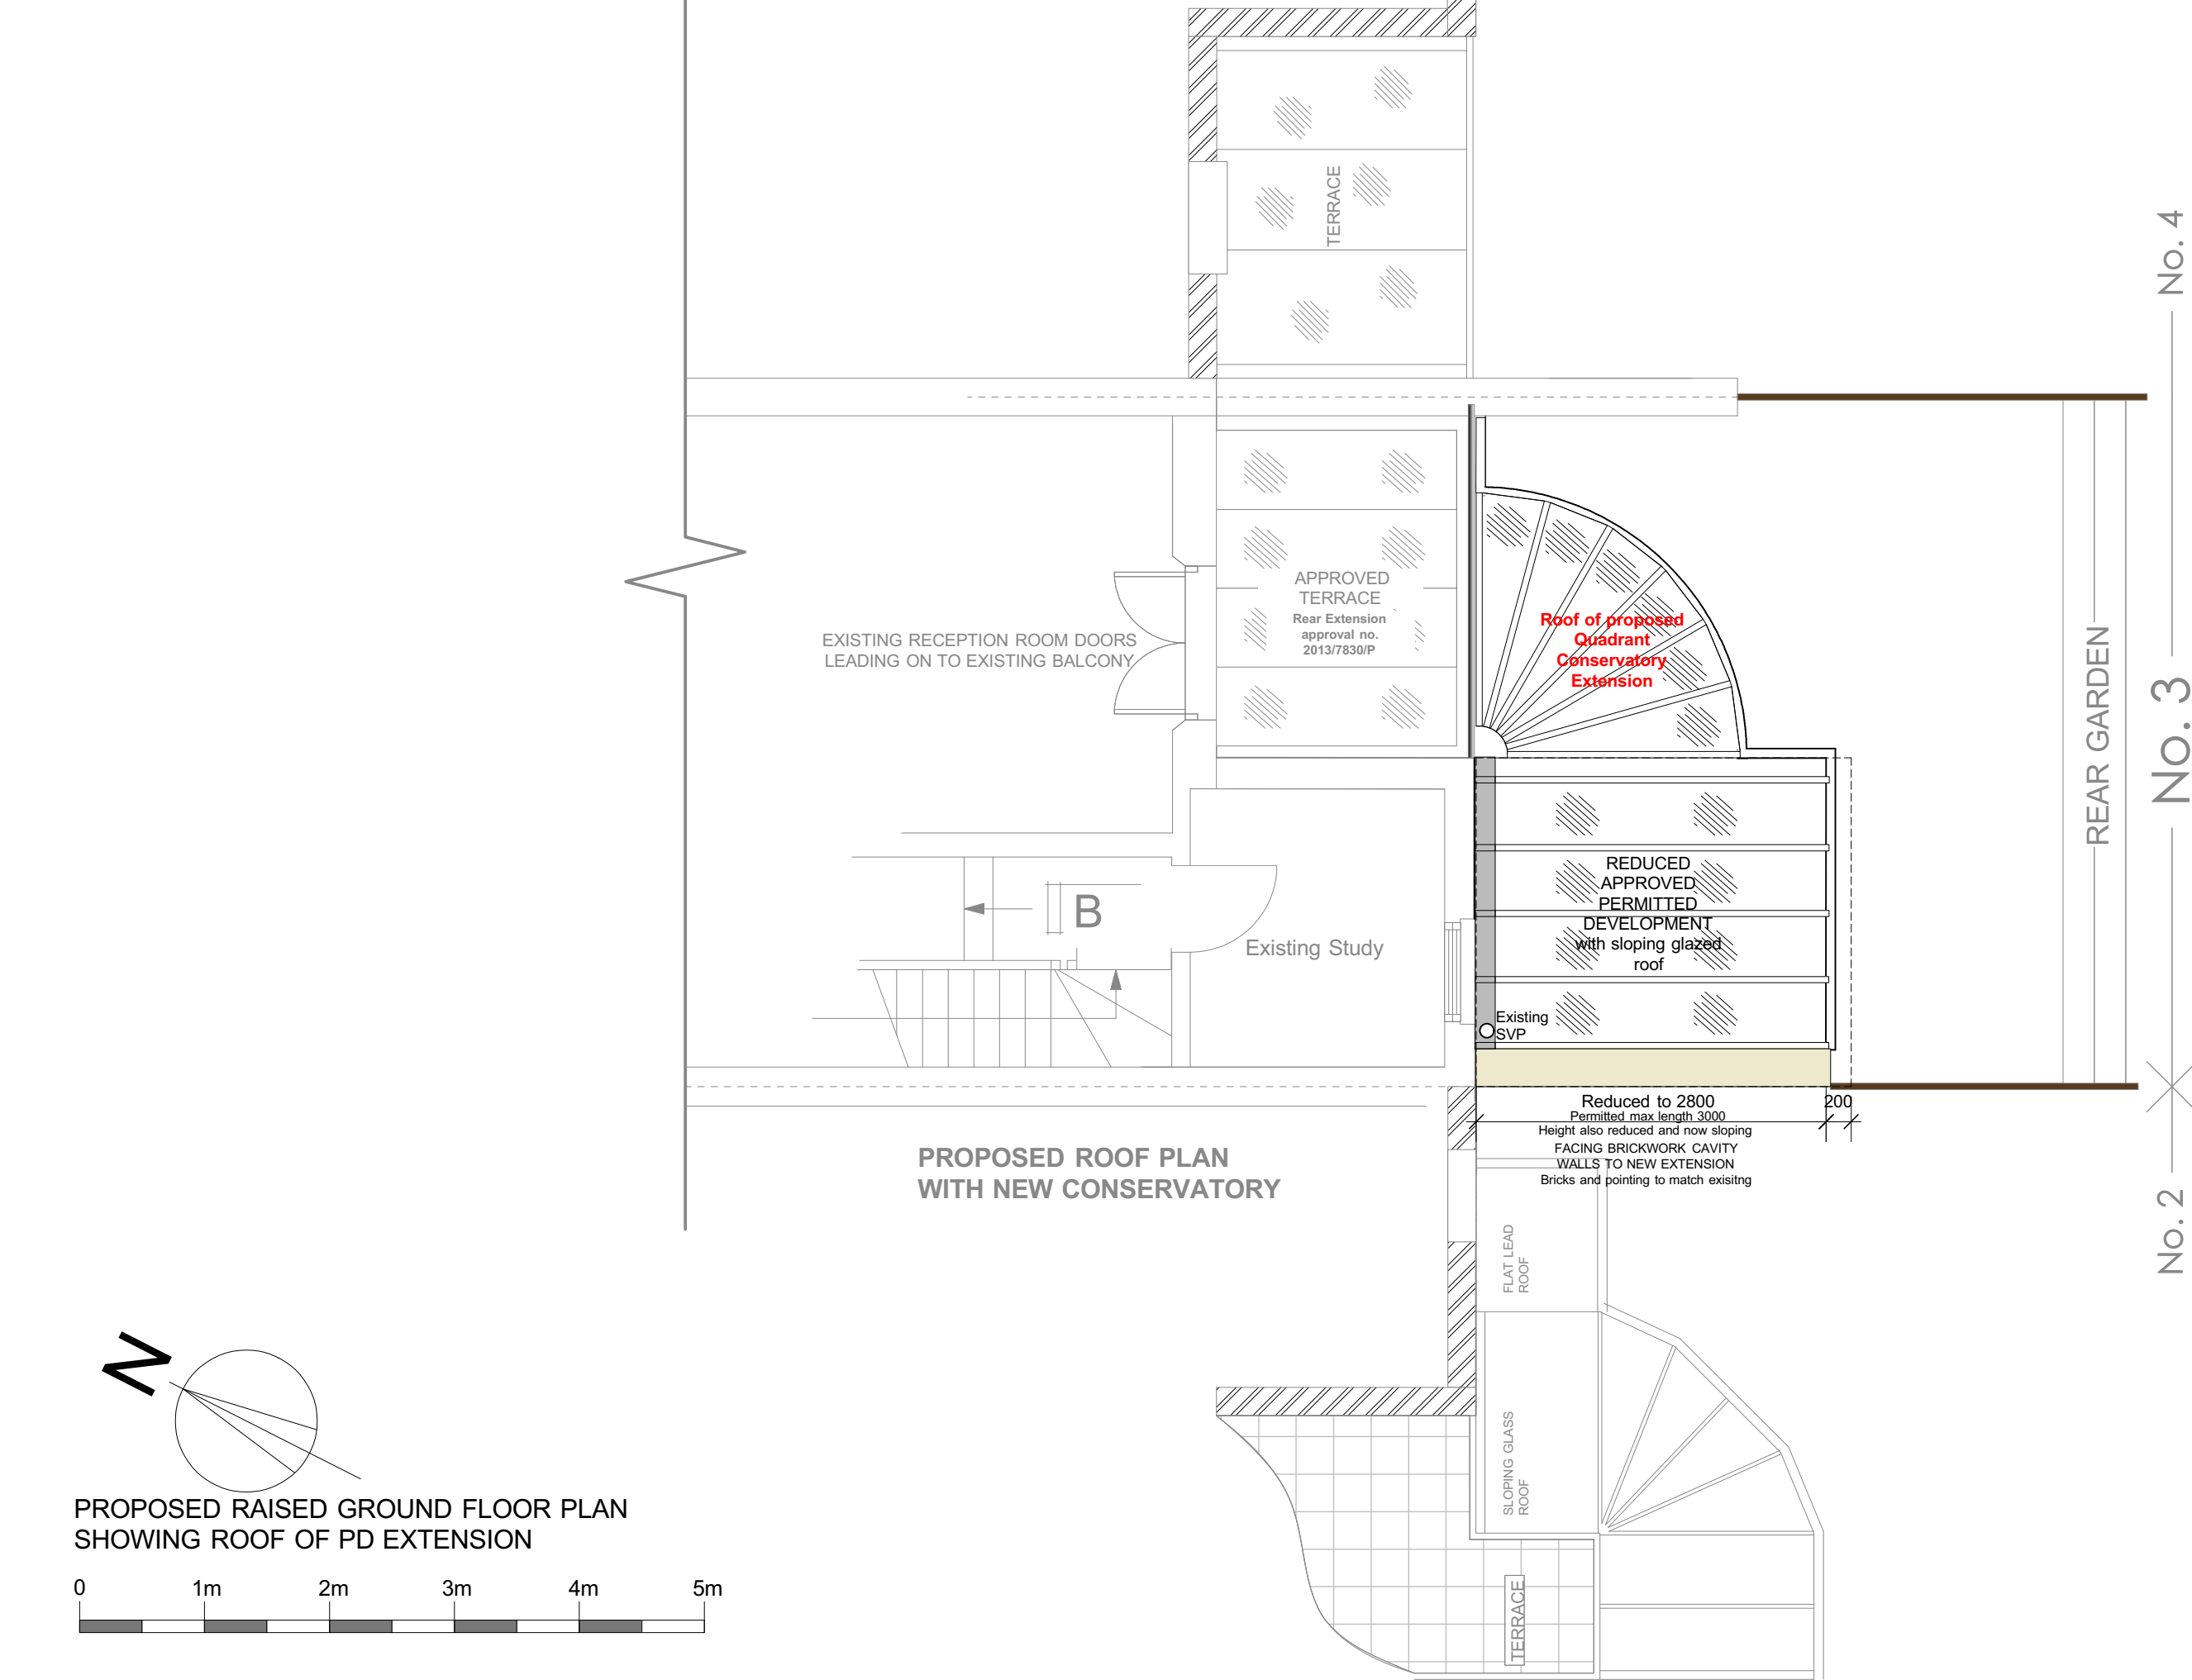 TERRACE
No. 4
APPROVED
TERRACE
Rear Extension
approval no.
2013/7830/P
EXISTING RECEPTION ROOM DOORS
LEADING ON TO EXISTING BALCONY
Roof of proposed
Quadrant
Conservatory
Extension
REAR GARDEN
No. 3
B
Existing Study
REDUCED
APPROVED
PERMITTED
DEVELOPMENT
with sloping glazed
roof
Existing
SVP
Reduced to 2800
200
Permitted max length 3000
Height also reduced and now sloping
FACING BRICKWORK CAVITY
WALLS TO NEW EXTENSION
Bricks and pointing to match exisitng
PROPOSED ROOF PLAN
WITH NEW CONSERVATORY
No. 2
FLAT LEAD
ROOF
SLOPING GLASS
ROOF
TERRACE
N
PROPOSED RAISED GROUND FLOOR PLAN
SHOWING ROOF OF PD EXTENSION
0 1m 2m 3m 4m 5m